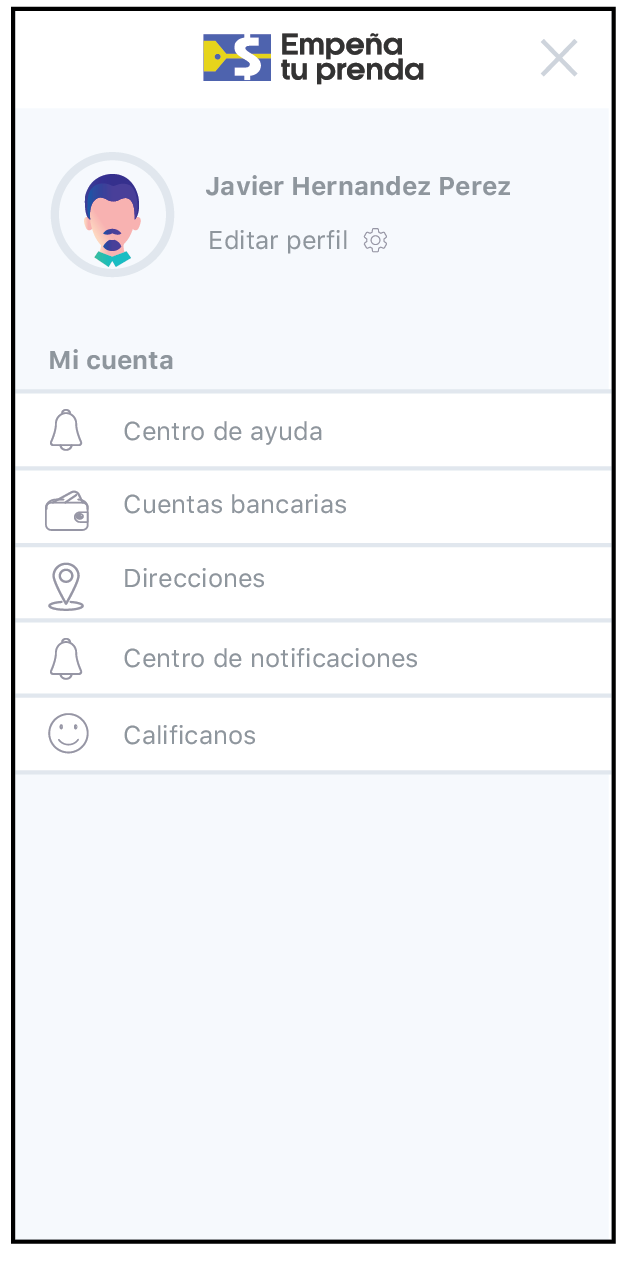 Empeña
tu prenda
Javier Hernandez Perez
Editar perfil
Mi cuenta
Centro de ayuda
Cuentas bancarias
Direcciones
Centro de notificaciones
Calificanos